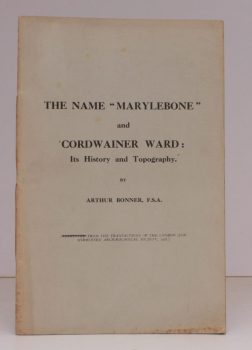 THE NAME "MARYLEBONE"
and
CORDWAINER WARD:
Its History and Topography.
BY
ARTHUR BONNER, F.S.A.
FROM THE TRANSACTIONS OF THE LONDON AND
MIDDLESEX ARCHÆOLOGICAL SOCIETY,